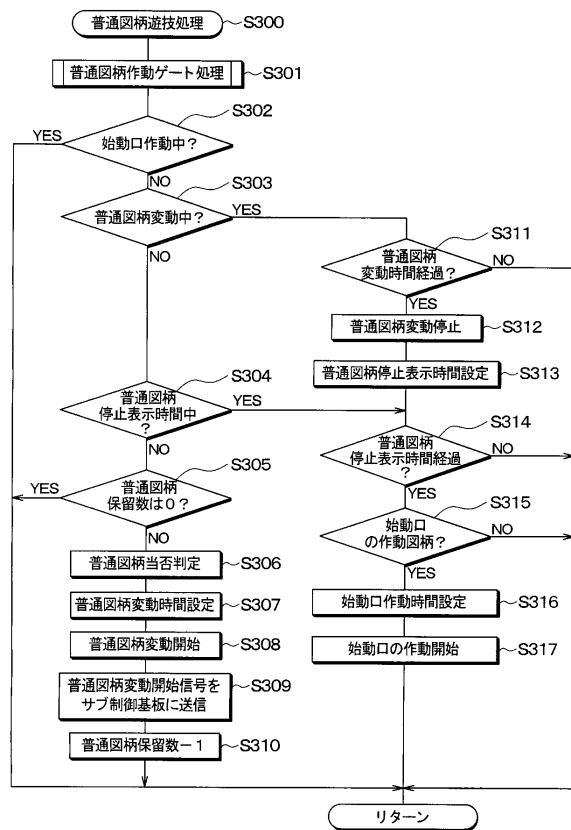 普通図柄遊技処理
S300
普通図柄作動ゲート処理
S301
S302
YES
始動口作動中?
NO
S303
普通図柄変動中?
YES
NO
S311
普通図柄
変動時間経過?
NO
YES
普通図柄変動停止
S312
普通図柄停止表示時間設定
S313
S304
普通図柄
停止表示時間中
?
YES
NO
S314
普通図柄
停止表示時間経過
?
NO
YES
S305
YES
普通図柄
保留数は0?
NO
S315
始動口
の作動図柄?
NO
YES
普通図柄当否判定
S306
普通図柄変動時間設定
S307
始動口作動時間設定
S316
普通図柄変動開始
S308
始動口の作動開始
S317
普通図柄変動開始信号を
サブ制御基板に送信
S309
普通図柄保留数-1
S310
リターン